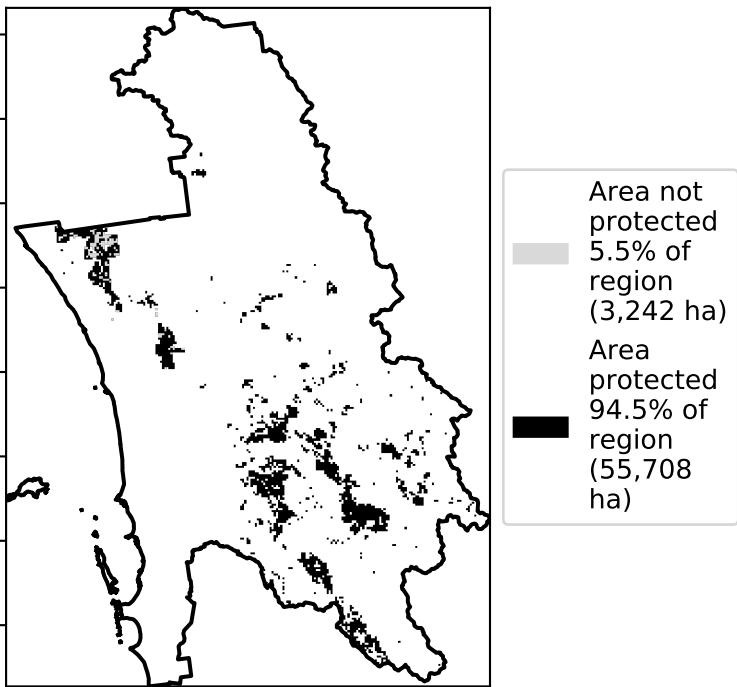 Area not
protected
5.5% of
region
(3,242 ha)
Area
protected
94.5% of
region
(55,708
ha)